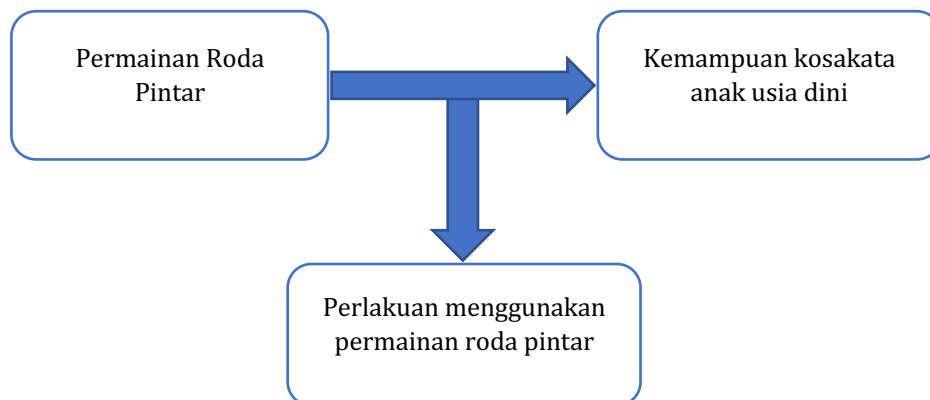 Permainan Roda
Pintar
Kemampuan kosakata
anak usia dini
Perlakuan menggunakan
permainan roda pintar